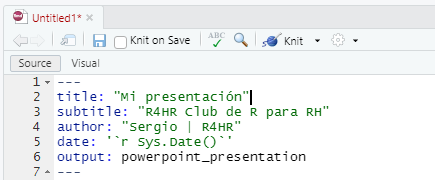 Untitled1*
Knit on Save
ABC
Knit
Source Visual
1 ---
2 title: "Mi presentación"
3 subtitle: "R4HR Club de R para RH"
4 author: "Sergio | R4HR"
5 date: '`r Sys.Date()`'
6 output: powerpoint_presentation
7 ---